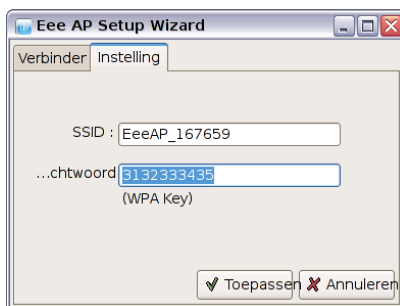 Eee AP Setup Wizard
Verbinder Instelling
SSID : EeeAP_167659
...chtwoord 3132333435
(WPA Key)
Toepassen Annuleren